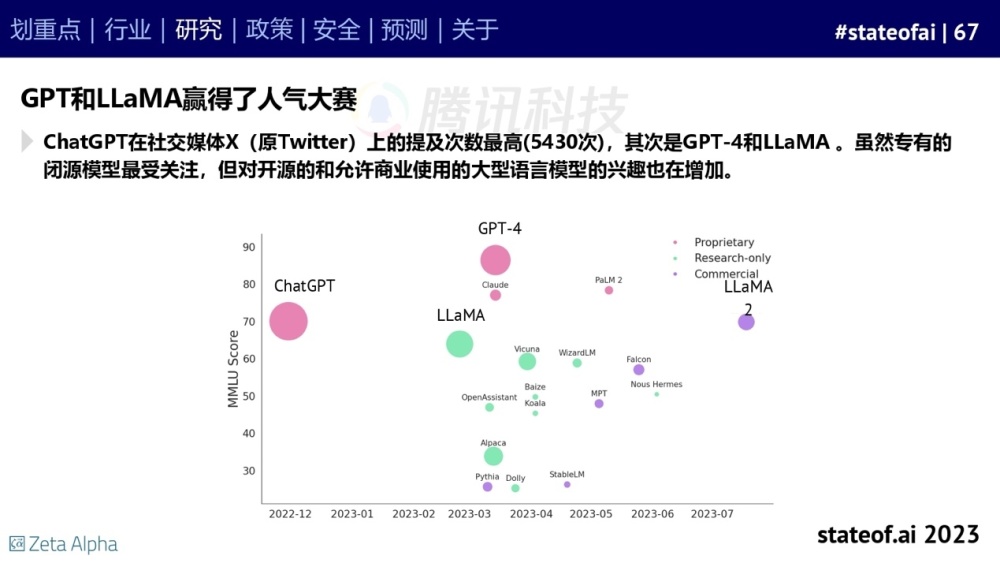 划重点 | 行业 | 研究 | 政策 | 安全 | 预测 | 关于
#stateofai | 67
GPT和LLaMA赢得了人气大赛
腾讯科技
ChatGPT在社交媒体X（原Twitter）上的提及次数最高(5430次)，其次是GPT-4和LLaMA 。虽然专有的
闭源模型最受关注，但对开源的和允许商业使用的大型语言模型的兴趣也在增加。
GPT-4
Proprietary
Research-only
Commercial
ChatGPT
Claude
PaLM 2
LLaMA
2
LLaMA
Vicuna
WizardLM
Falcon
Nous Hermes
Baize
OpenAssistant
Koala
MPT
Alpaca
Pythia
Dolly
StableLM
MMLU Score
90
80
70
60
50
40
30
2022-12
2023-01
2023-02
2023-03
2023-04
2023-05
2023-06
2023-07
Zeta Alpha
stateof.ai 2023